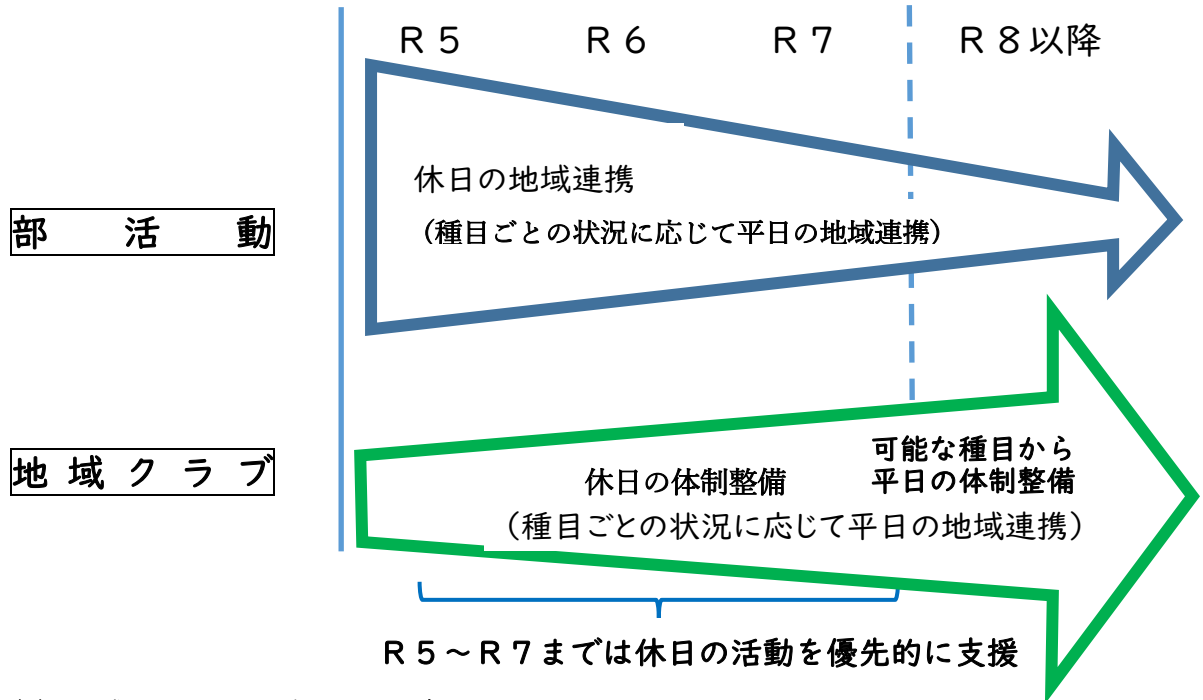 R5 R6 R7 R8以降
休日の地域連携
（種目ごとの状況に応じて平日の地域連携）
部活動
地域クラブ
可能な種目から
平日の体制整備
休日の体制整備
（種目ごとの状況に応じて平日の地域連携）
R5～R7までは休日の活動を優先的に支援